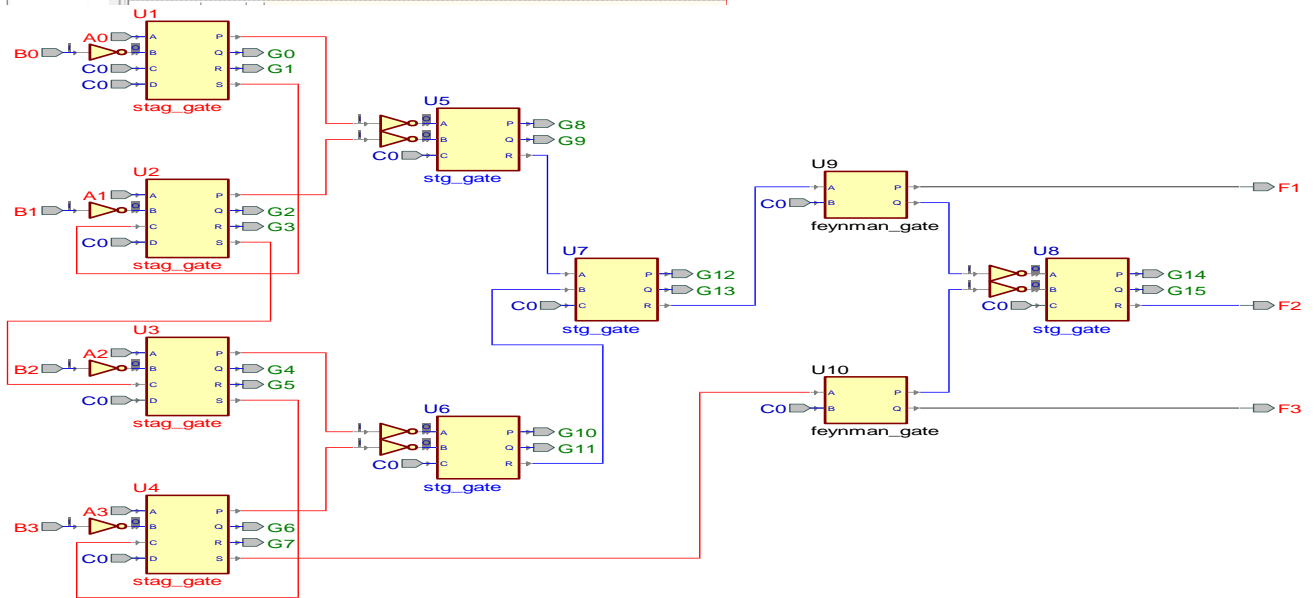 U1
A0 A P
B0 i o B Q G0
C0 C R G1
C0 D S
stag_gate
U2
A1 A P
B1 i o B Q G2
C R G3
C0 D S
stag_gate
U3
A2 A P
B2 i o B Q G4
C R G5
C0 D S
stag_gate
U4
A3 A P
B3 i o B Q G6
C R G7
C0 D S
stag_gate
U5
i o A P G8
i o B Q G9
C0 C R
stg_gate
U6
i o A P G10
i o B Q G11
C0 C R
stg_gate
U7
A P G12
B Q G13
C0 C R
stg_gate
U9
A P F1
C0 B Q
feynman_gate
U8
i o A P G14
i o B Q G15
C0 C R F2
stg_gate
U10
A P
C0 B Q F3
feynman_gate